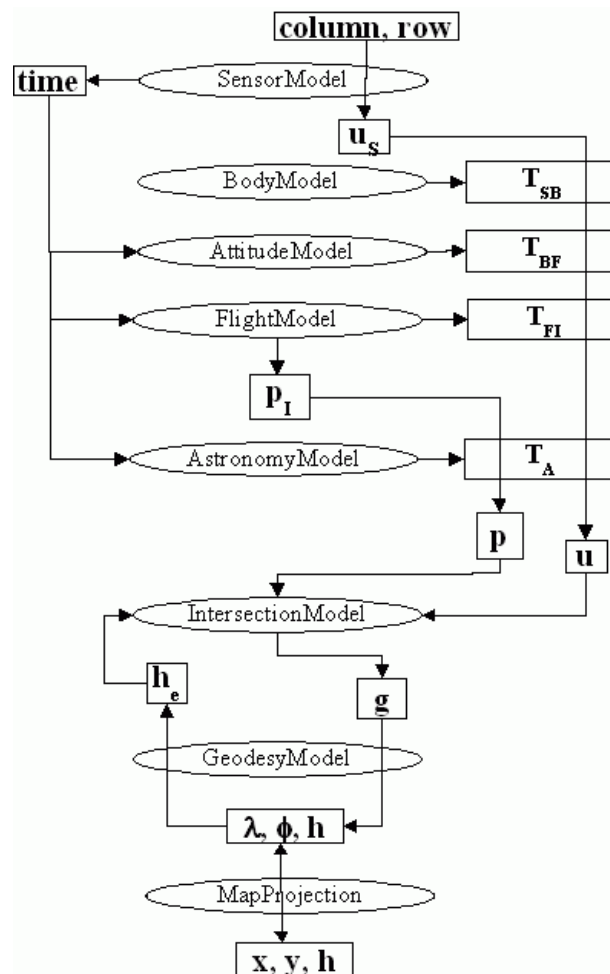 column, row
time
SensorModel
u_S
BodyModel
T_SB
AttitudeModel
T_BF
FlightModel
T_FI
p_I
AstronomyModel
T_A
p
u
IntersectionModel
h_e
g
GeodesyModel
λ, ϕ, h
MapProjection
x, y, h